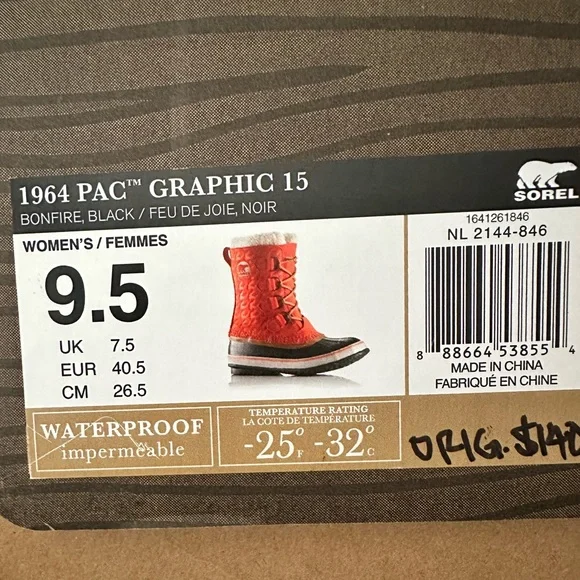 1964 PAC™ GRAPHIC 15
BONFIRE, BLACK / FEU DE JOIE, NOIR
SOREL
WOMEN'S / FEMMES
9.5
UK 7.5
EUR 40.5
CM 26.5
SOREL
1641261846
NL 2144-846
8 88664 53855 4
MADE IN CHINA
FABRIQUÉ EN CHINE
WATERPROOF
imperméable
TEMPERATURE RATING
LA COTE DE TEMPÉRATURE
-25°F -32°C
ORIG. $140